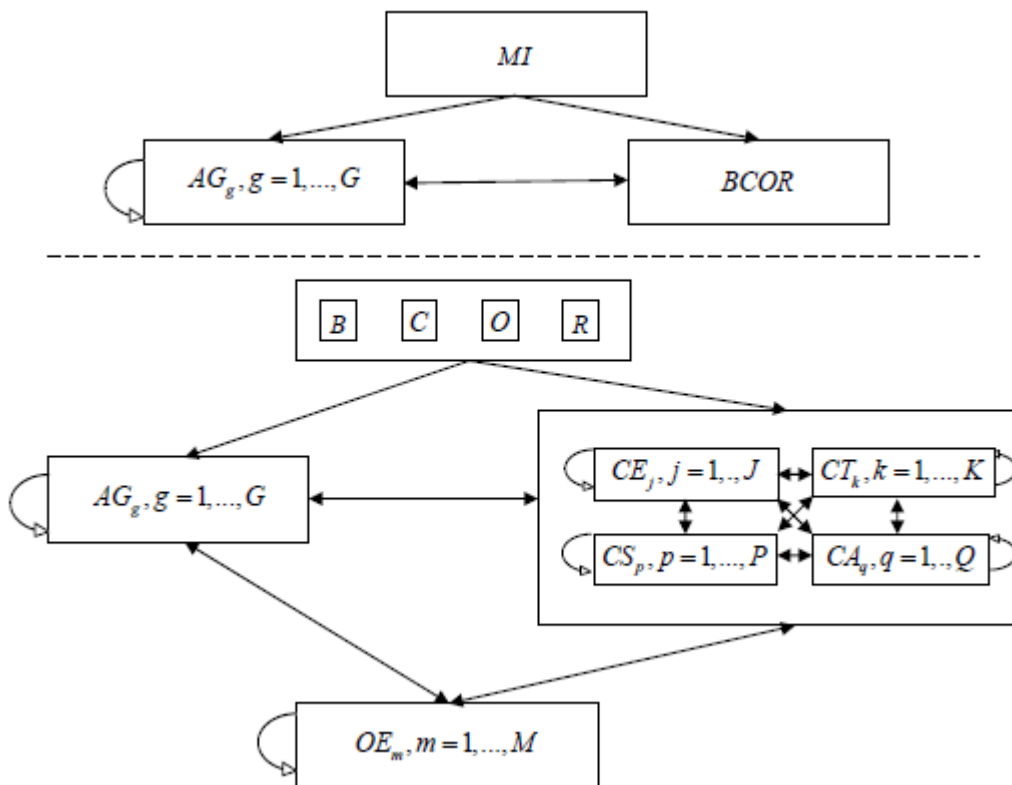 MI
AG_g, g = 1,..., G
BCOR
B C O R
CE_j, j = 1,., J
CT_k, k = 1,..., K
AG_g, g = 1,..., G
CS_p, p = 1,..., P
CA_q, q = 1,., Q
OE_m, m = 1,..., M